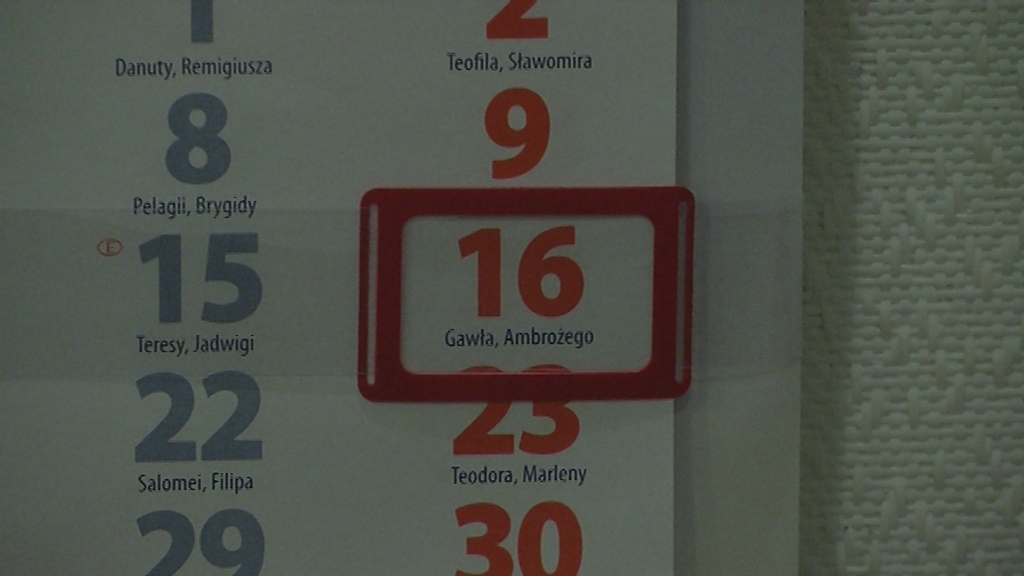 1 2
Danuty, Remigiusza Teofila, Sławomira
8 9
Pelagii, Brygidy
E 15 16
Teresy, Jadwigi Gawła, Ambrożego
22 23
Salomei, Filipa Teodora, Marleny
29 30